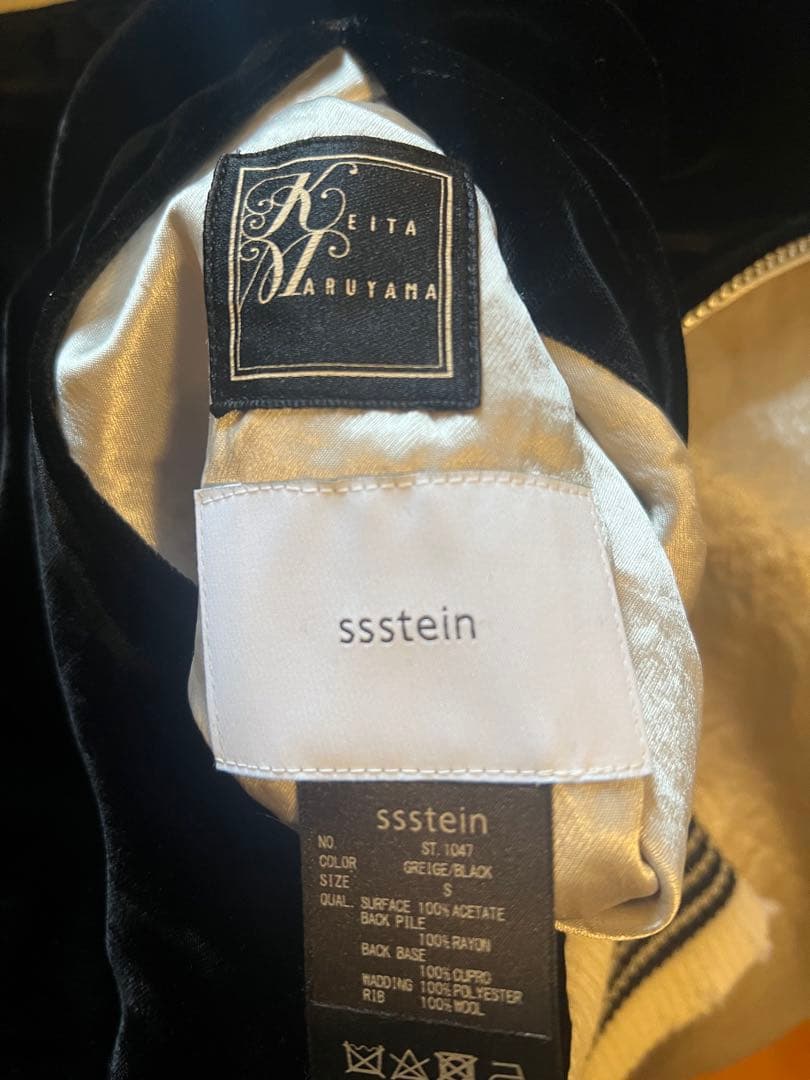 KEITA
MARUYAMA
ssstein
ssstein
NO. ST.1047
COLOR GREIGE/BLACK
SIZE S
QUAL. SURFACE 100% ACETATE
BACK PILE
100% RAYON
BACK BASE
100% CUPRO
WADDING 100% POLYESTER
RIB 100% WOOL